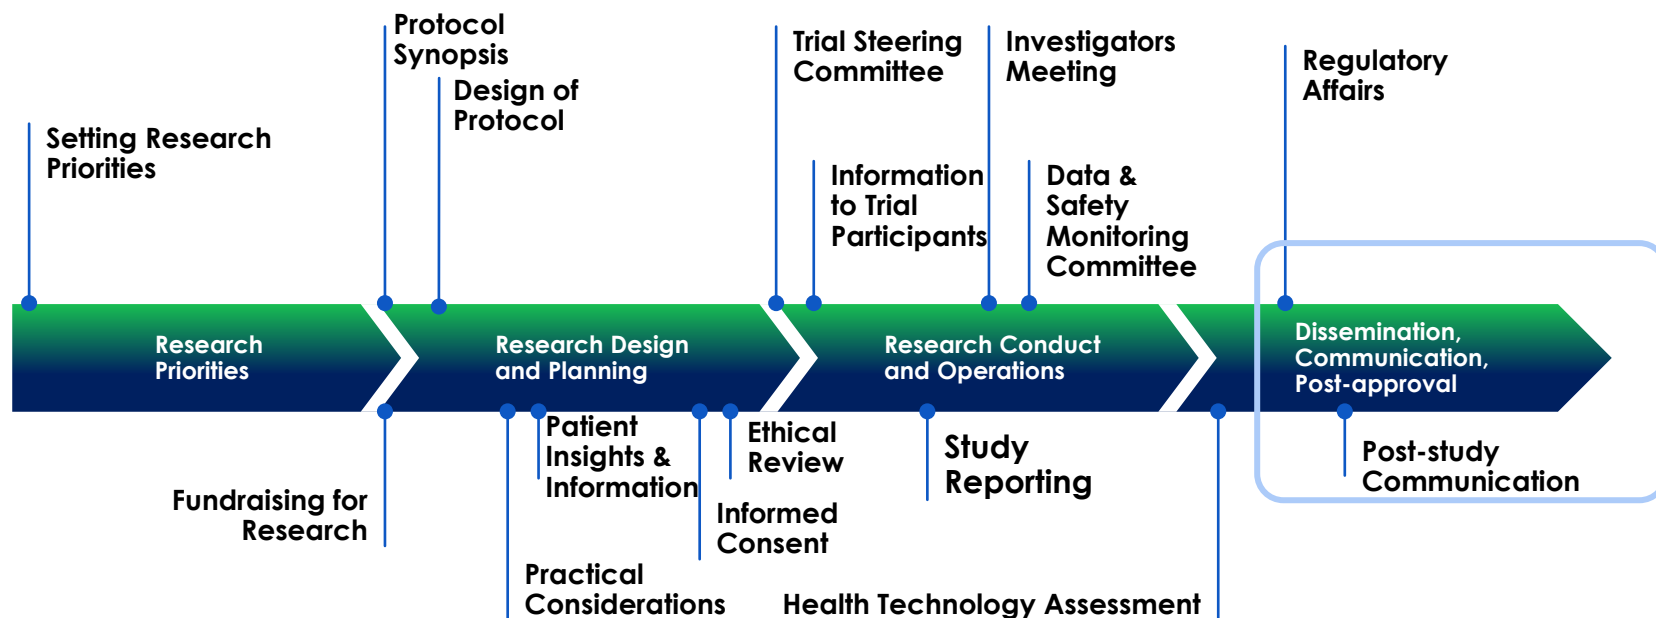 Protocol
Synopsis
Design of
Protocol
Setting Research
Priorities
Trial Steering
Committee
Investigators
Meeting
Regulatory
Affairs
Information
to Trial
Participants
Data &
Safety
Monitoring
Committee
Research
Priorities
Research Design
and Planning
Research Conduct
and Operations
Dissemination,
Communication,
Post-approval
Fundraising for
Research
Patient
Insights &
Information
Practical
Considerations
Ethical
Review
Informed
Consent
Study
Reporting
Health Technology Assessment
Post-study
Communication